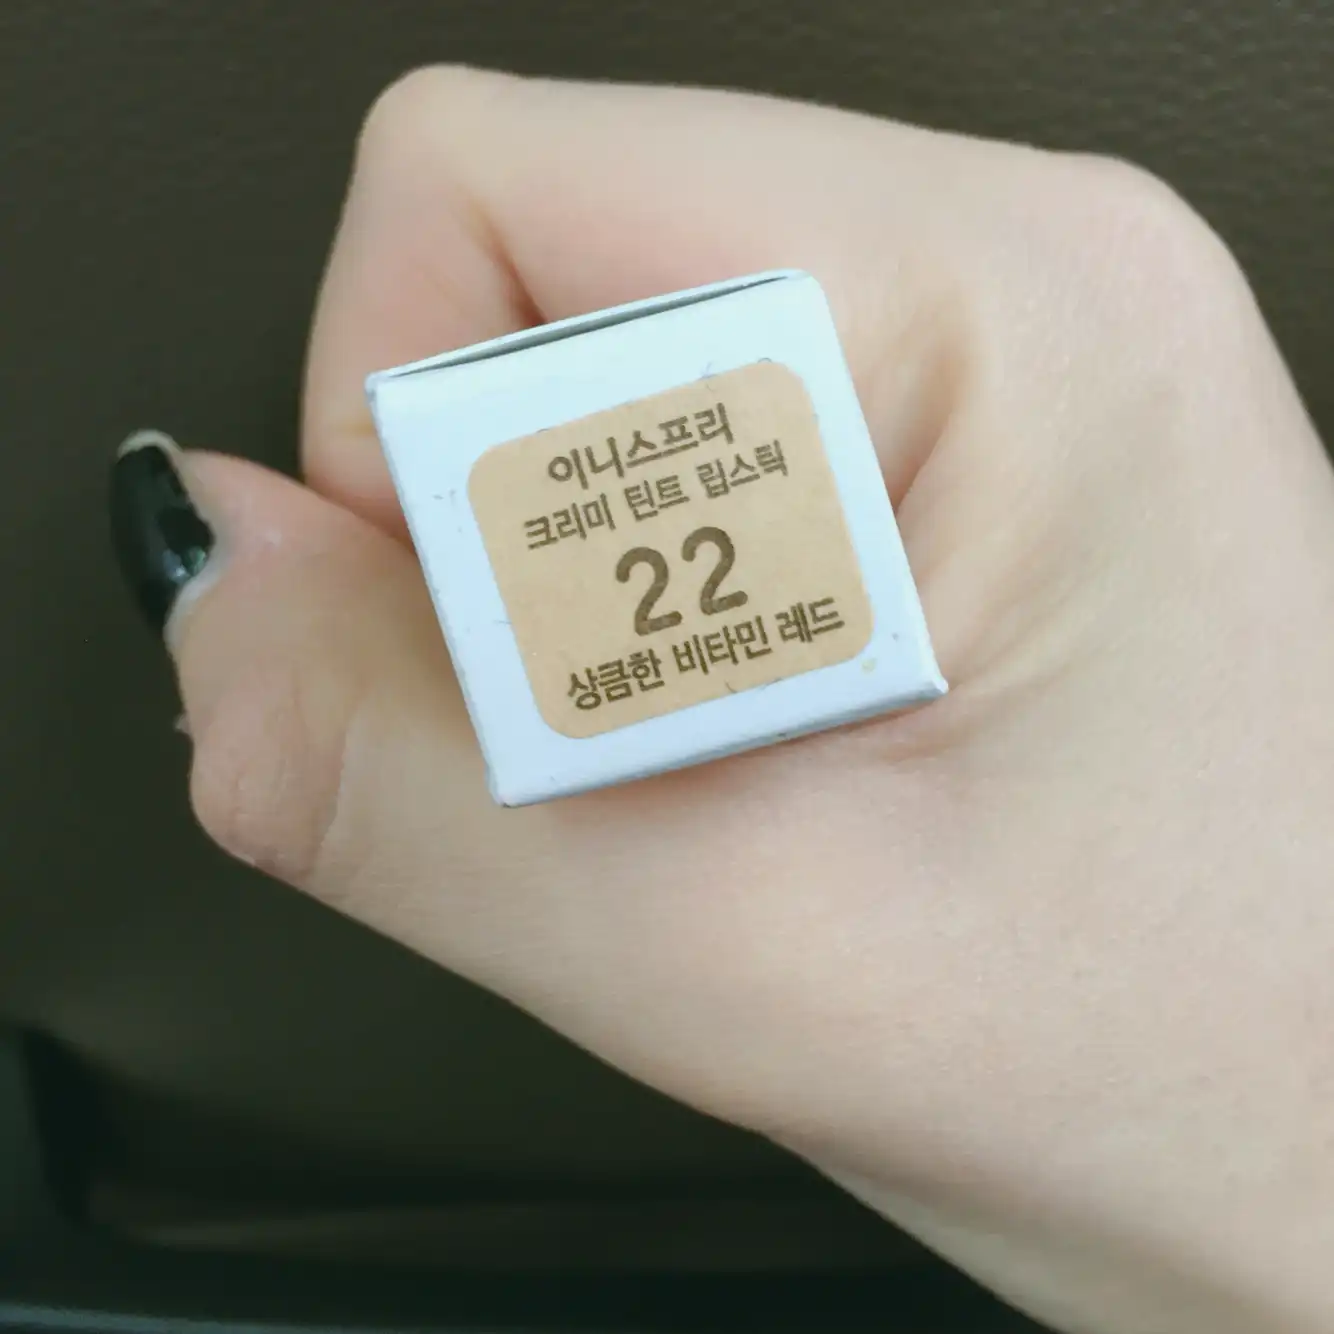 이니스프리
크리미 틴트 립스틱
22
상큼한 비타민 레드